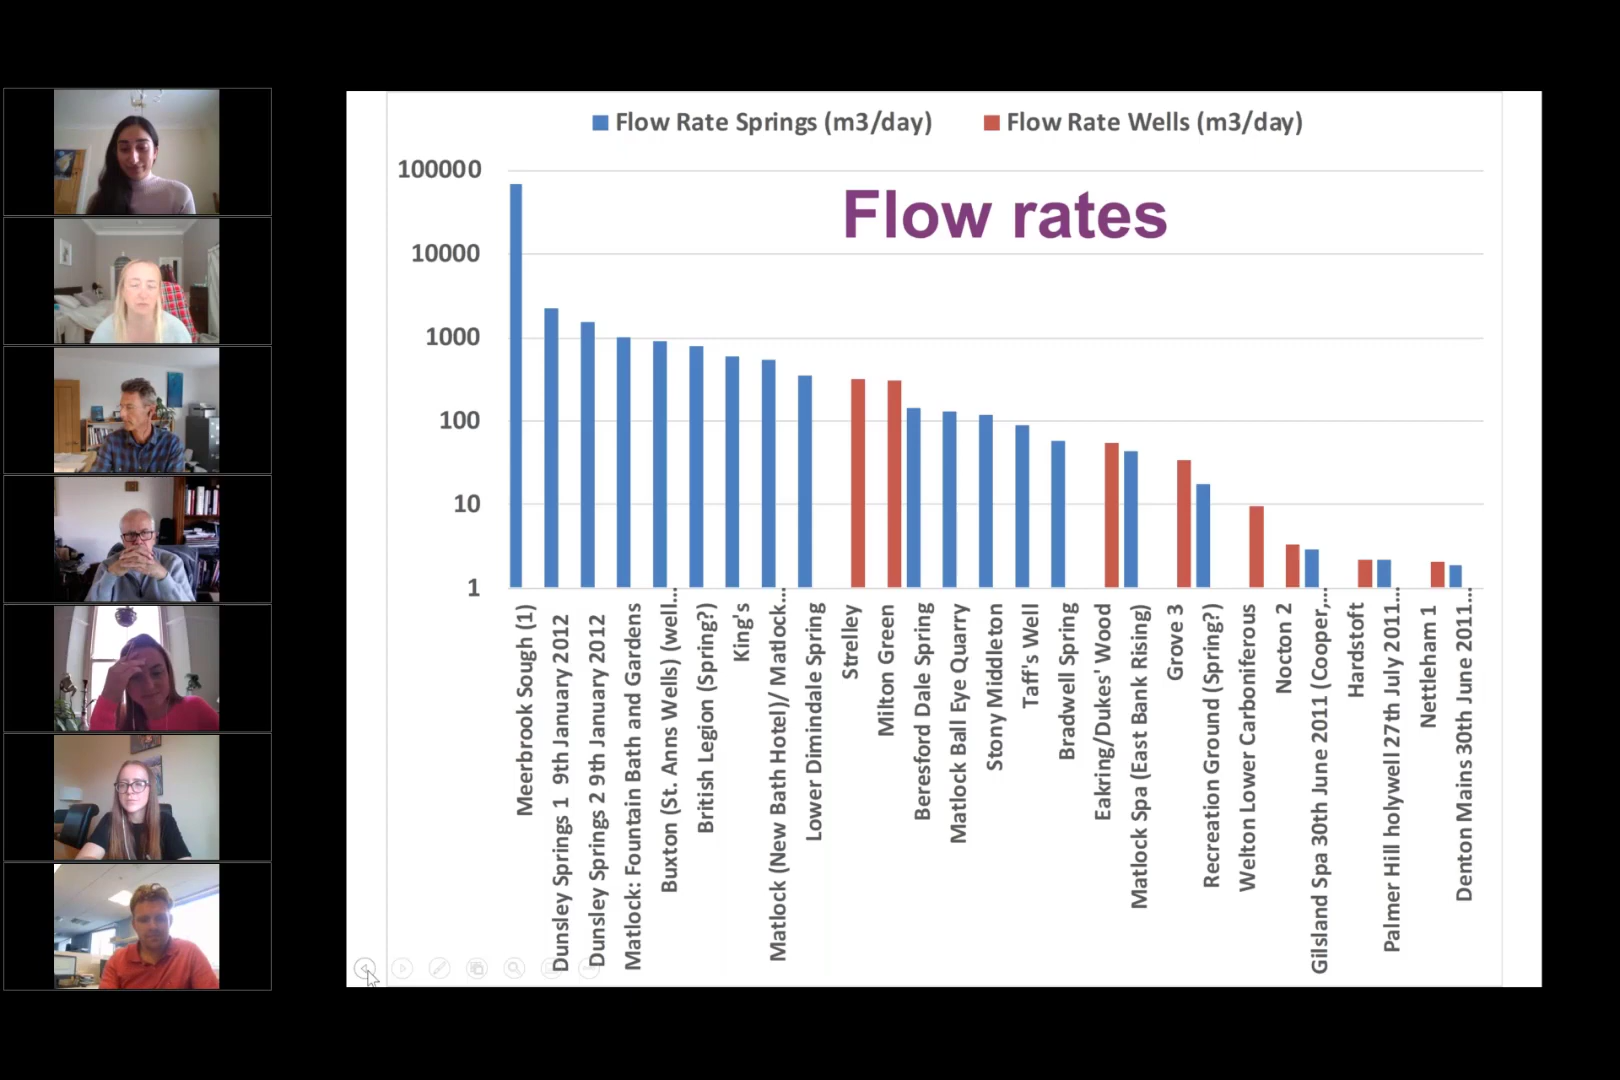 Flow Rate Springs (m3/day)
Flow Rate Wells (m3/day)
Flow rates
100000
10000
1000
100
10
1
Meerbrook Sough (1)
Dunsley Springs 1 9th January 2012
Dunsley Springs 2 9th January 2012
Matlock: Fountain Bath and Gardens
Buxton (St. Anns Wells) (well...
British Legion (Spring?)
King's
Matlock (New Bath Hotel)/ Matlock...
Lower Dimindale Spring
Strelley
Milton Green
Beresford Dale Spring
Matlock Ball Eye Quarry
Stony Middleton
Taff's Well
Bradwell Spring
Eakring/Dukes' Wood
Matlock Spa (East Bank Rising)
Grove 3
Recreation Ground (Spring?)
Welton Lower Carboniferous
Nocton 2
Gilsland Spa 30th June 2011 (Cooper,...
Hardstoft
Palmer Hill holywell 27th July 2011...
Nettleham 1
Denton Mains 30th June 2011...